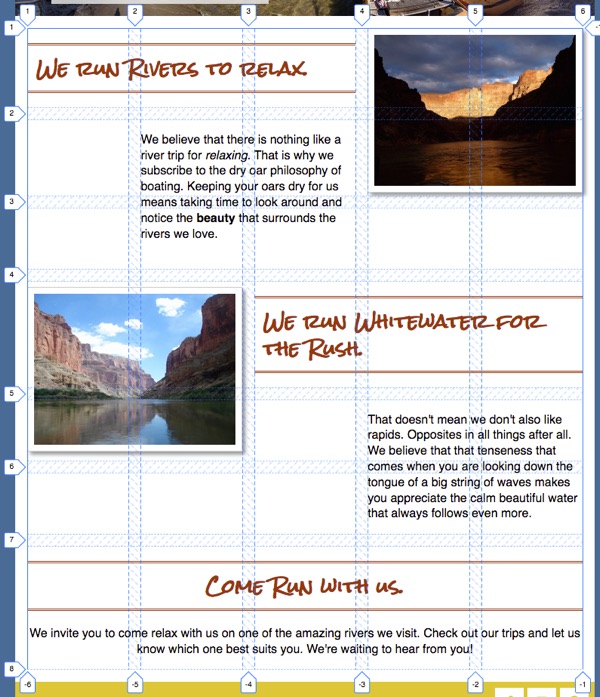 1 2 3 4 5 6
1
We run Rivers to relax.
2
We believe that there is nothing like a
river trip for relaxing. That is why we
subscribe to the dry oar philosophy of
boating. Keeping your oars dry for us
means taking time to look around and
3
notice the beauty that surrounds the
rivers we love.
4
We run Whitewater for
the Rush.
5
That doesn't mean we don't also like
rapids. Opposites in all things after all.
We believe that that tenseness that
6
comes when you are looking down the
tongue of a big string of waves makes
you appreciate the calm beautiful water
that always follows even more.
7
Come Run with us.
We invite you to come relax with us on one of the amazing rivers we visit. Check out our trips and let us
know which one best suits you. We're waiting to hear from you!
8
-6 -5 -4 -3 -2 -1